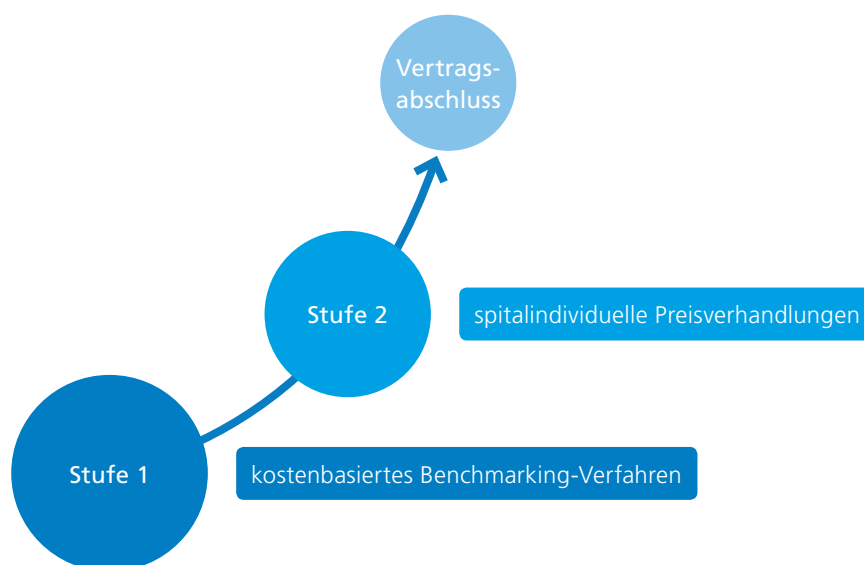 Vertrags-
abschluss
Stufe 2
spitalindividuelle Preisverhandlungen
Stufe 1
kostenbasiertes Benchmarking-Verfahren